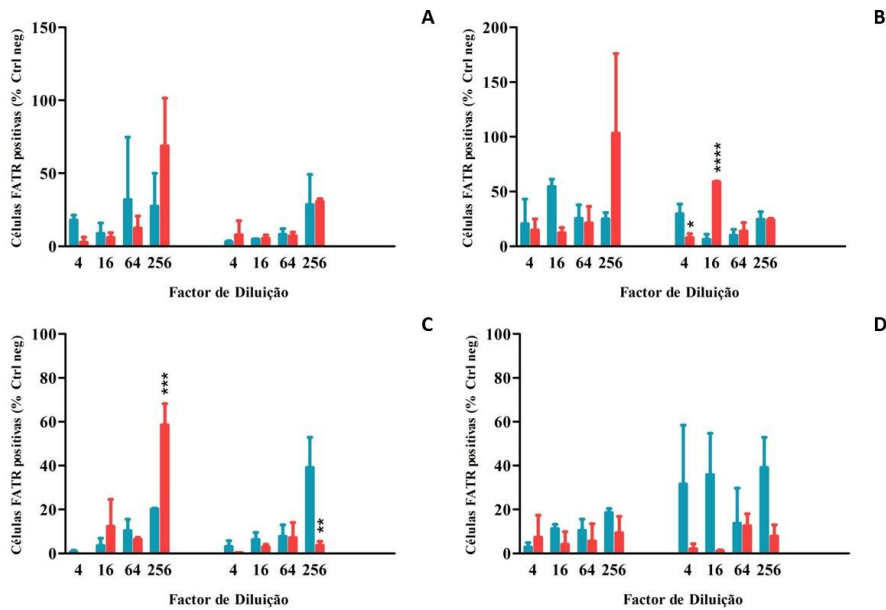 A
Células FATR positivas (% Ctrl neg)
150
100
50
0
4 16 64 256 4 16 64 256
Factor de Diluição
B
Células FATR positivas (% Ctrl neg)
200
150
100
50
0
*
****
4 16 64 256 4 16 64 256
Factor de Diluição
C
Células FATR positivas (% Ctrl neg)
100
80
60
40
20
0
***
**
4 16 64 256 4 16 64 256
Factor de Diluição
D
Células FATR positivas (% Ctrl neg)
100
80
60
40
20
0
4 16 64 256 4 16 64 256
Factor de Diluição